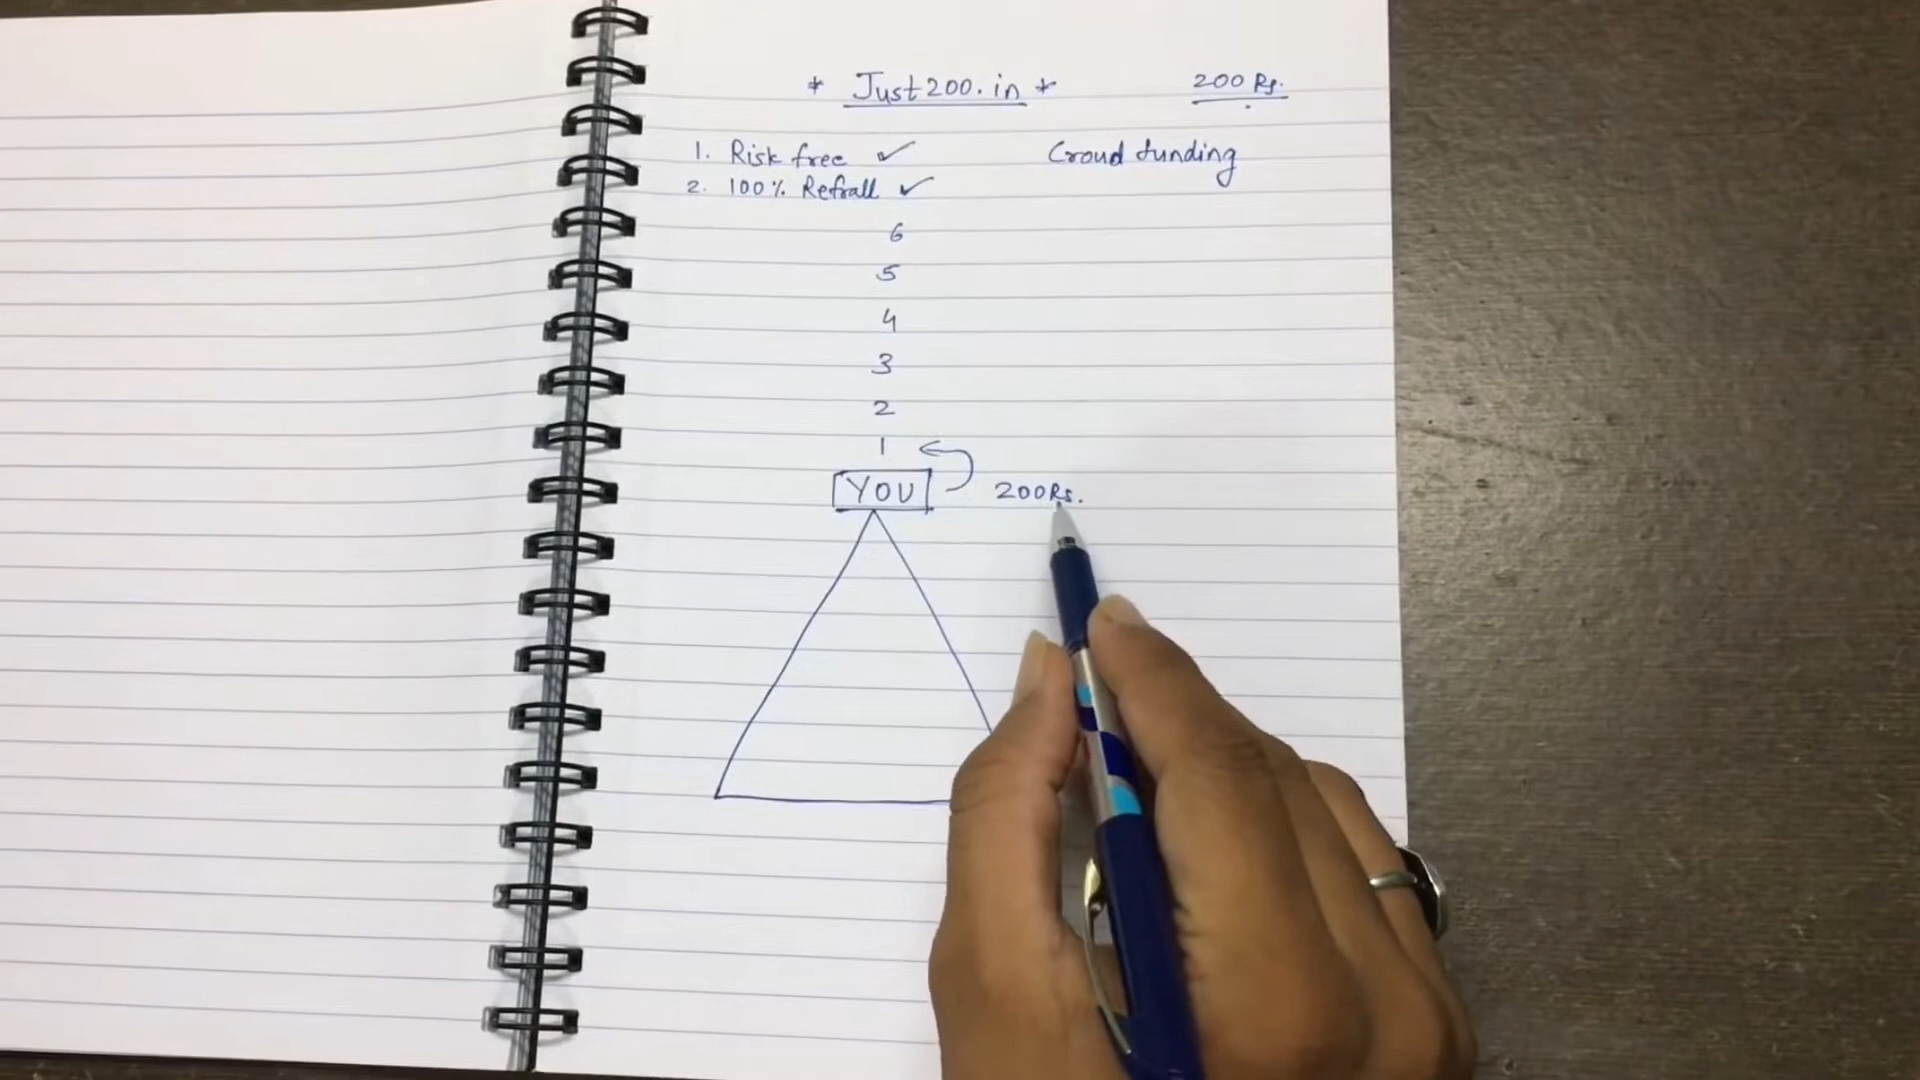 * Just200.in * 200 Rs.
1. Risk free ✓ Croud funding
2. 100% Refrall ✓
6
5
4
3
2
1
YOU 200Rs.